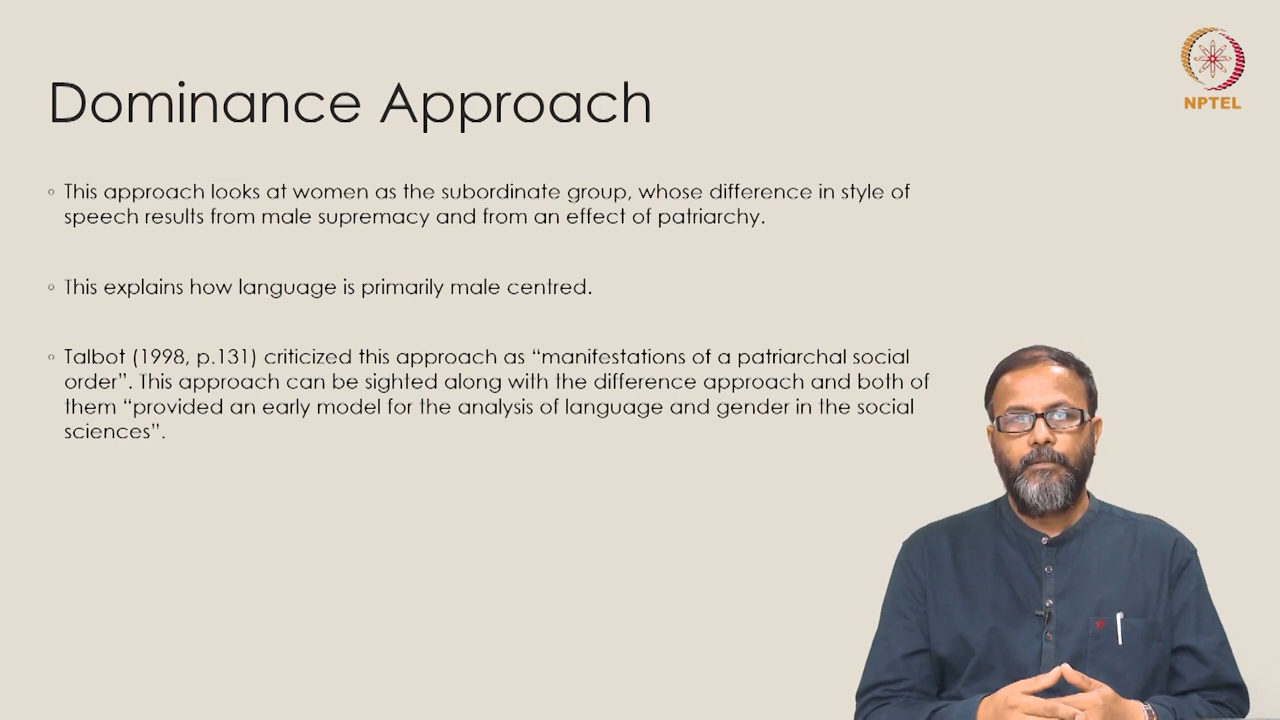 NPTEL
Dominance Approach
This approach looks at women as the subordinate group, whose difference in style of
speech results from male supremacy and from an effect of patriarchy.
This explains how language is primarily male centred.
Talbot (1998, p.131) criticized this approach as “manifestations of a patriarchal social
order”. This approach can be sighted along with the difference approach and both of
them “provided an early model for the analysis of language and gender in the social
sciences”.